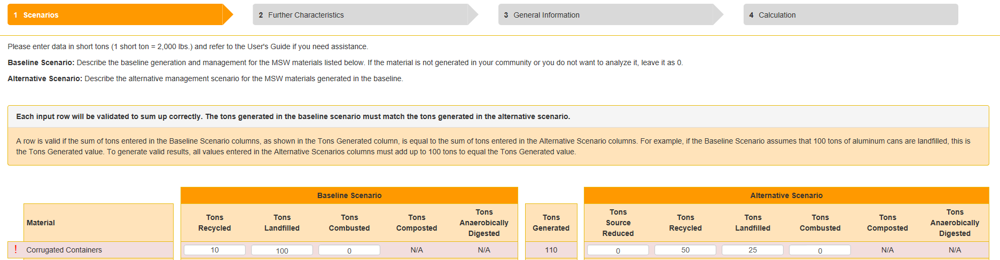 1 Scenarios
2 Further Characteristics
3 General Information
4 Calculation
Please enter data in short tons (1 short ton = 2,000 lbs.) and refer to the User's Guide if you need assistance.
Baseline Scenario: Describe the baseline generation and management for the MSW materials listed below. If the material is not generated in your community or you do not want to analyze it, leave it as 0.
Alternative Scenario: Describe the alternative management scenario for the MSW materials generated in the baseline.
Each input row will be validated to sum up correctly. The tons generated in the baseline scenario must match the tons generated in the alternative scenario.
A row is valid if the sum of tons entered in the Baseline Scenario columns, as shown in the Tons Generated column, is equal to the sum of tons entered in the Alternative Scenario columns. For example, if the Baseline Scenario assumes that 100 tons of aluminum cans are landfilled, this is
the Tons Generated value. To generate valid results, all values entered in the Alternative Scenarios columns must add up to 100 tons to equal the Tons Generated value.
Baseline Scenario
Alternative Scenario
Material
Tons
Recycled
Tons
Landfilled
Tons
Combusted
Tons
Composted
Tons
Anaerobically
Digested
Tons
Generated
Tons
Source
Reduced
Tons
Recycled
Tons
Landfilled
Tons
Combusted
Tons
Composted
Tons
Anaerobically
Digested
! Corrugated Containers 10 100 0 N/A N/A 110 0 50 25 0 N/A N/A